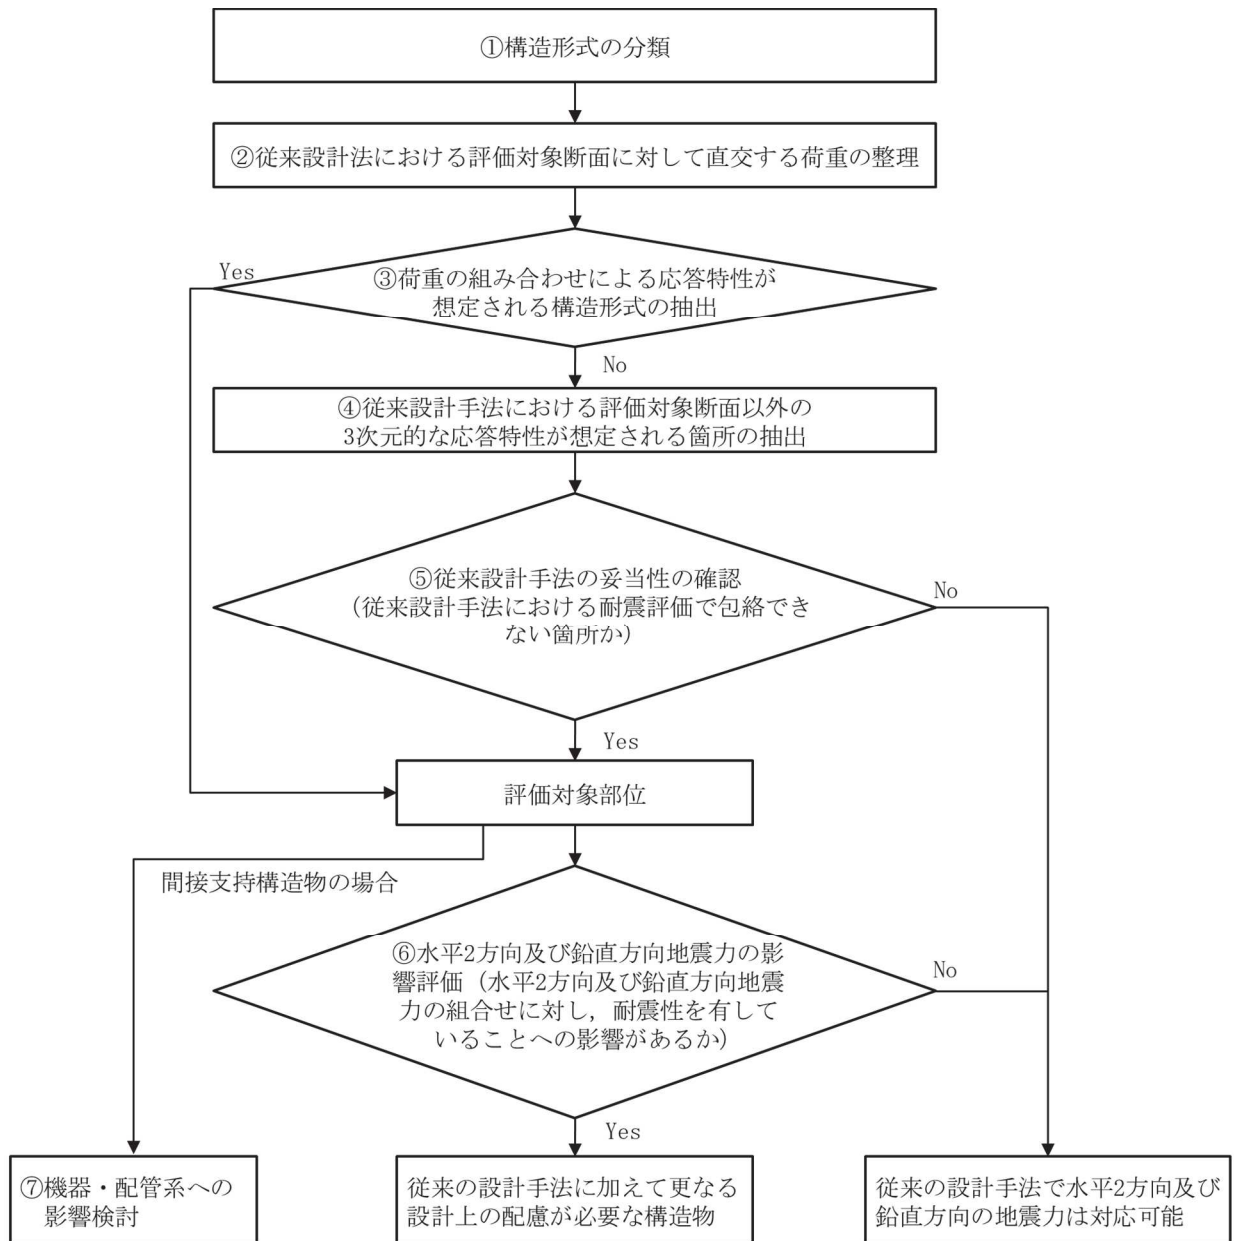 ①構造形式の分類
②従来設計法における評価対象断面に対して直交する荷重の整理
Yes
③荷重の組み合わせによる応答特性が
想定される構造形式の抽出
No
④従来設計手法における評価対象断面以外の
3次元的な応答特性が想定される箇所の抽出
⑤従来設計手法の妥当性の確認
(従来設計手法における耐震評価で包絡でき
ない箇所か)
No
Yes
評価対象部位
間接支持構造物の場合
⑥水平2方向及び鉛直方向地震力の影
響評価(水平2方向及び鉛直方向地震
力の組合せに対し，耐震性を有して
いることへの影響があるか)
No
Yes
⑦機器・配管系への
影響検討
従来の設計手法に加えて更なる
設計上の配慮が必要な構造物
従来の設計手法で水平2方向及び
鉛直方向の地震力は対応可能